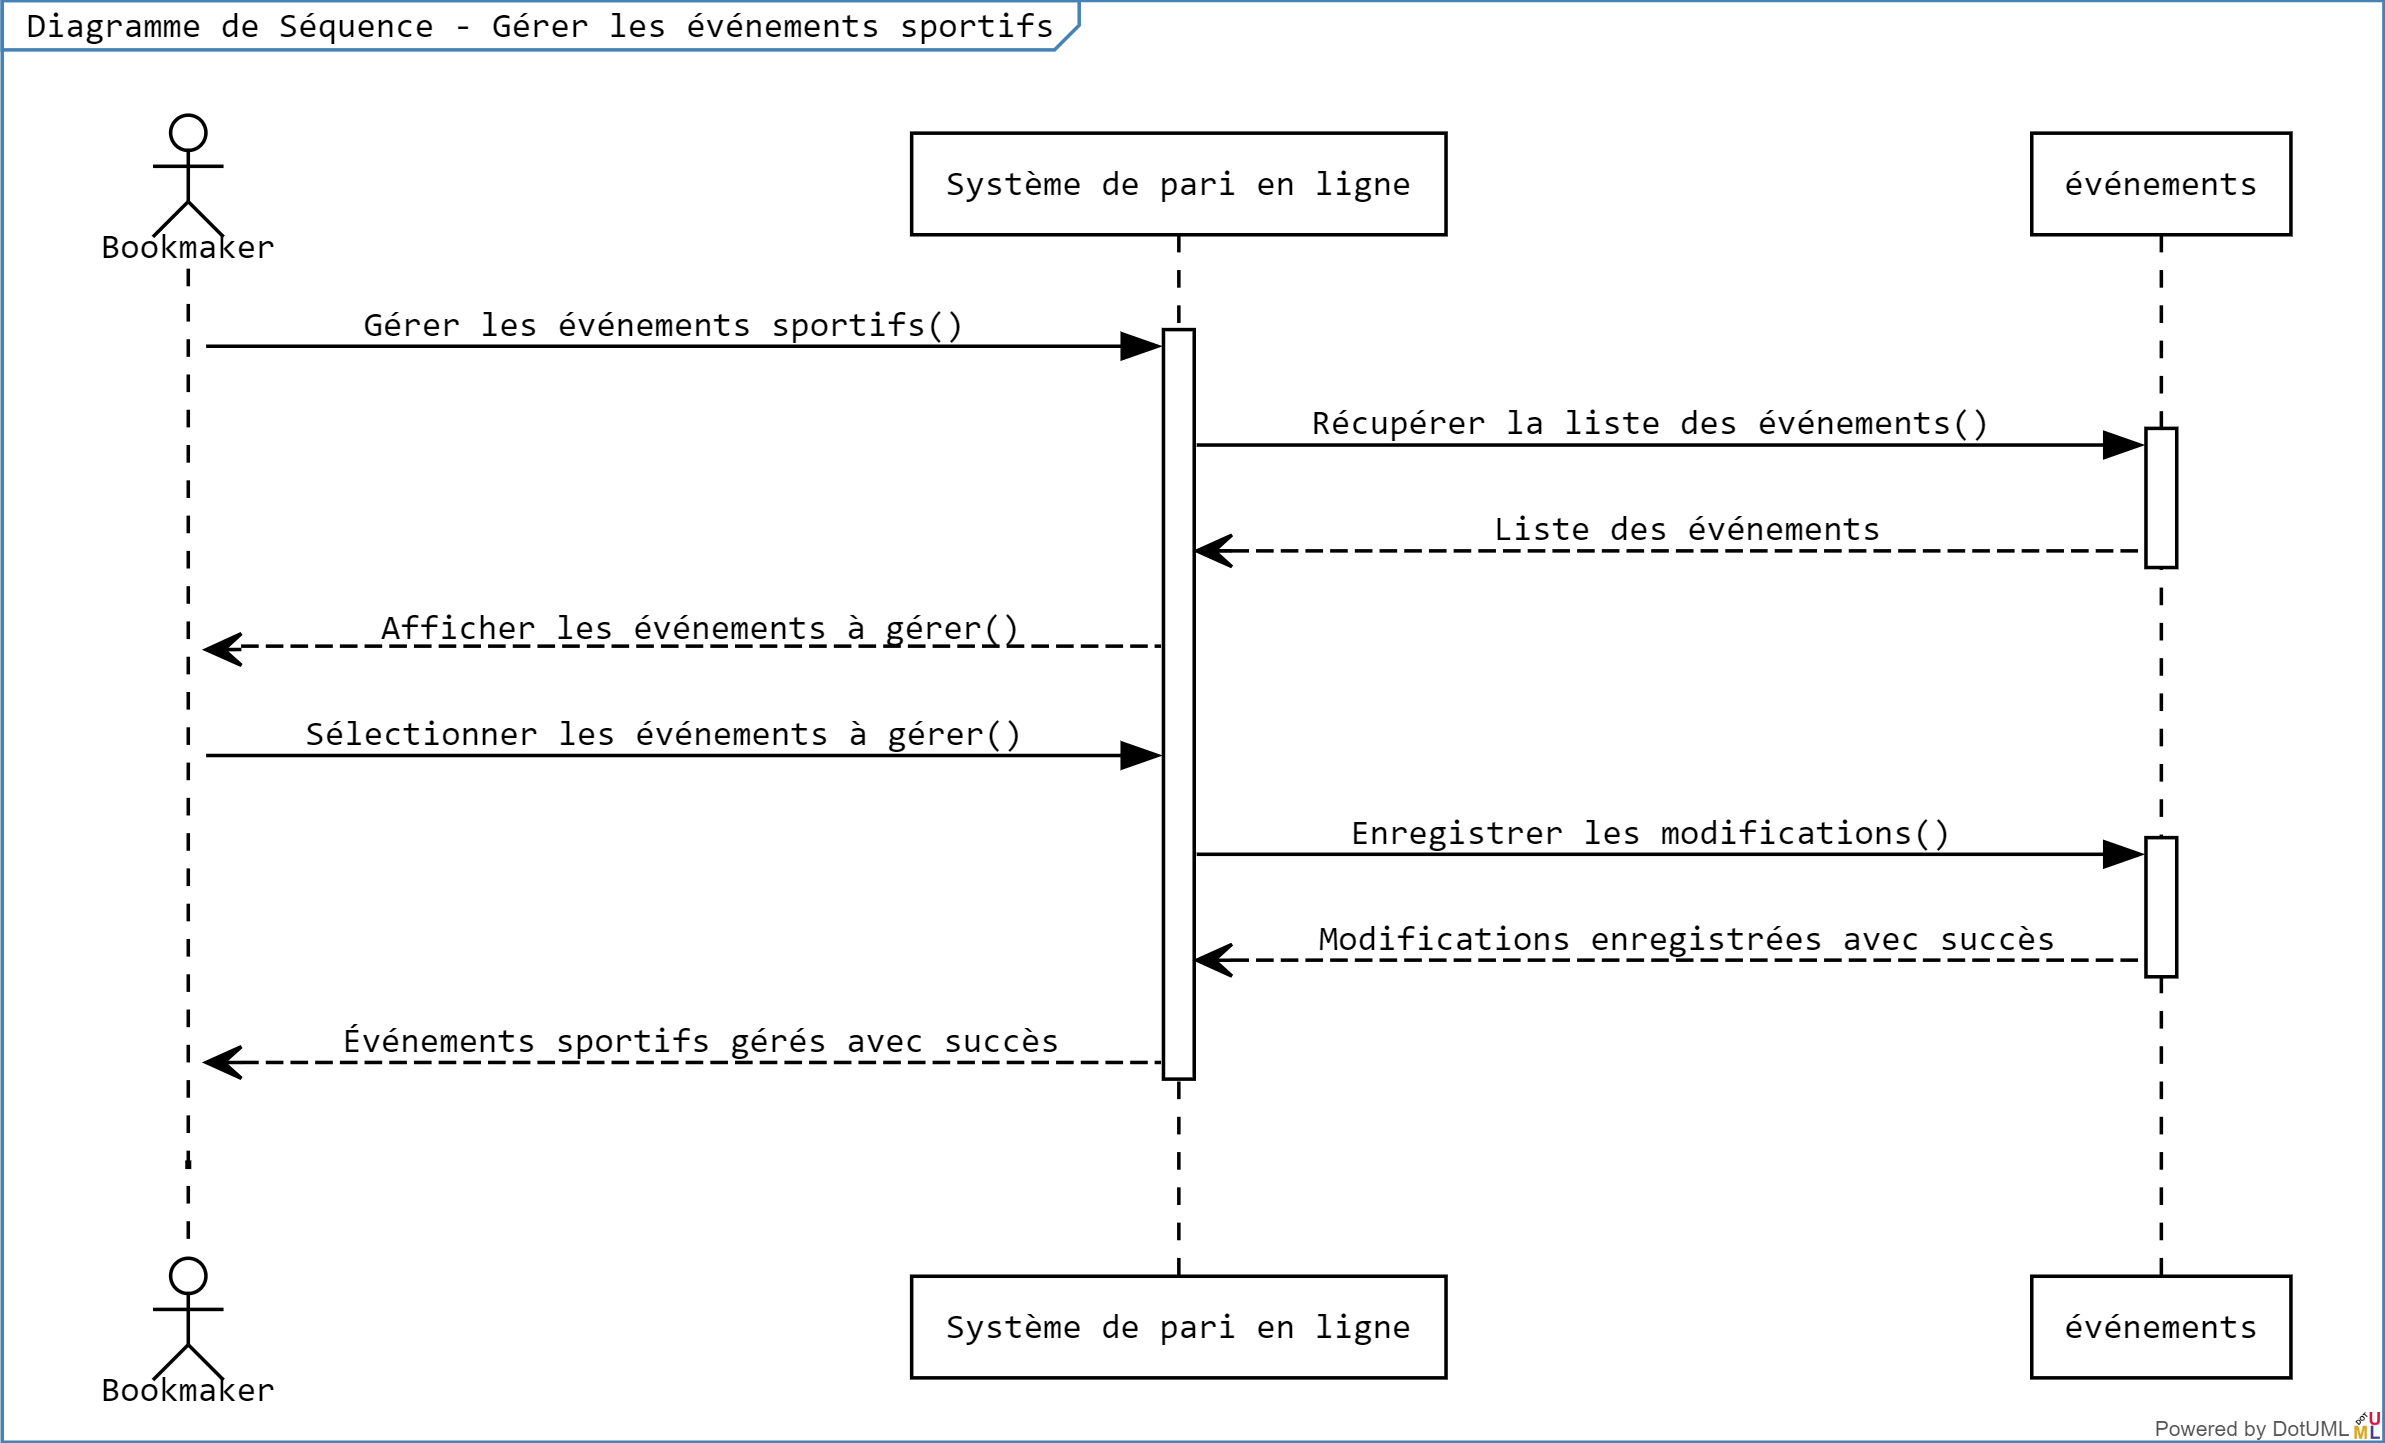 Diagramme de Séquence - Gérer les événements sportifs
Bookmaker
Système de pari en ligne
événements
Gérer les événements sportifs()
Récupérer la liste des événements()
Liste des événements
Afficher les événements à gérer()
Sélectionner les événements à gérer()
Enregistrer les modifications()
Modifications enregistrées avec succès
Événements sportifs gérés avec succès
Bookmaker
Système de pari en ligne
événements
Powered by DotUML
DOT
U
ML